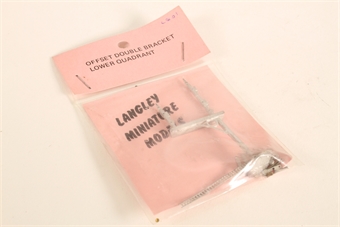 OFFSET DOUBLE BRACKET
LOWER QUADRANT
LANGLEY
MINIATURE
MODELS